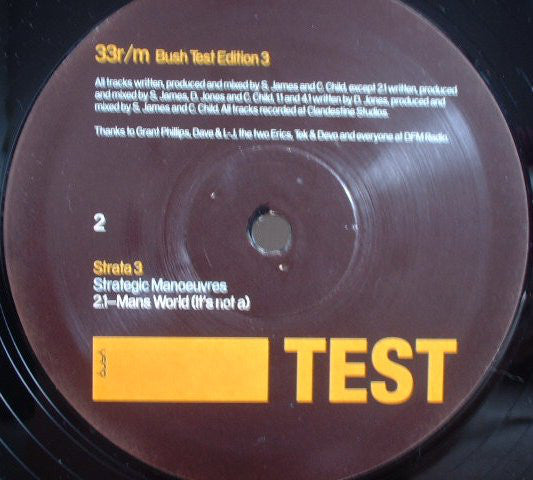 33r/m Bush Test Edition 3
All tracks written, produced and mixed by S. James and C. Child, except 2.1 written, produced
and mixed by S. James, D. Jones and C. Child, 1.1 and 4.1 written by D. Jones, produced and
mixed by S. James and C. Child. All tracks recorded at Clandestine Studios.
Thanks to Grant Phillips, Dave & L-J, the two Erics, Tek & Devo and everyone at DFM Radio.
2
Strata 3
Strategic Manoeuvres
2.1—Mans World (It's not a)
bush
TEST